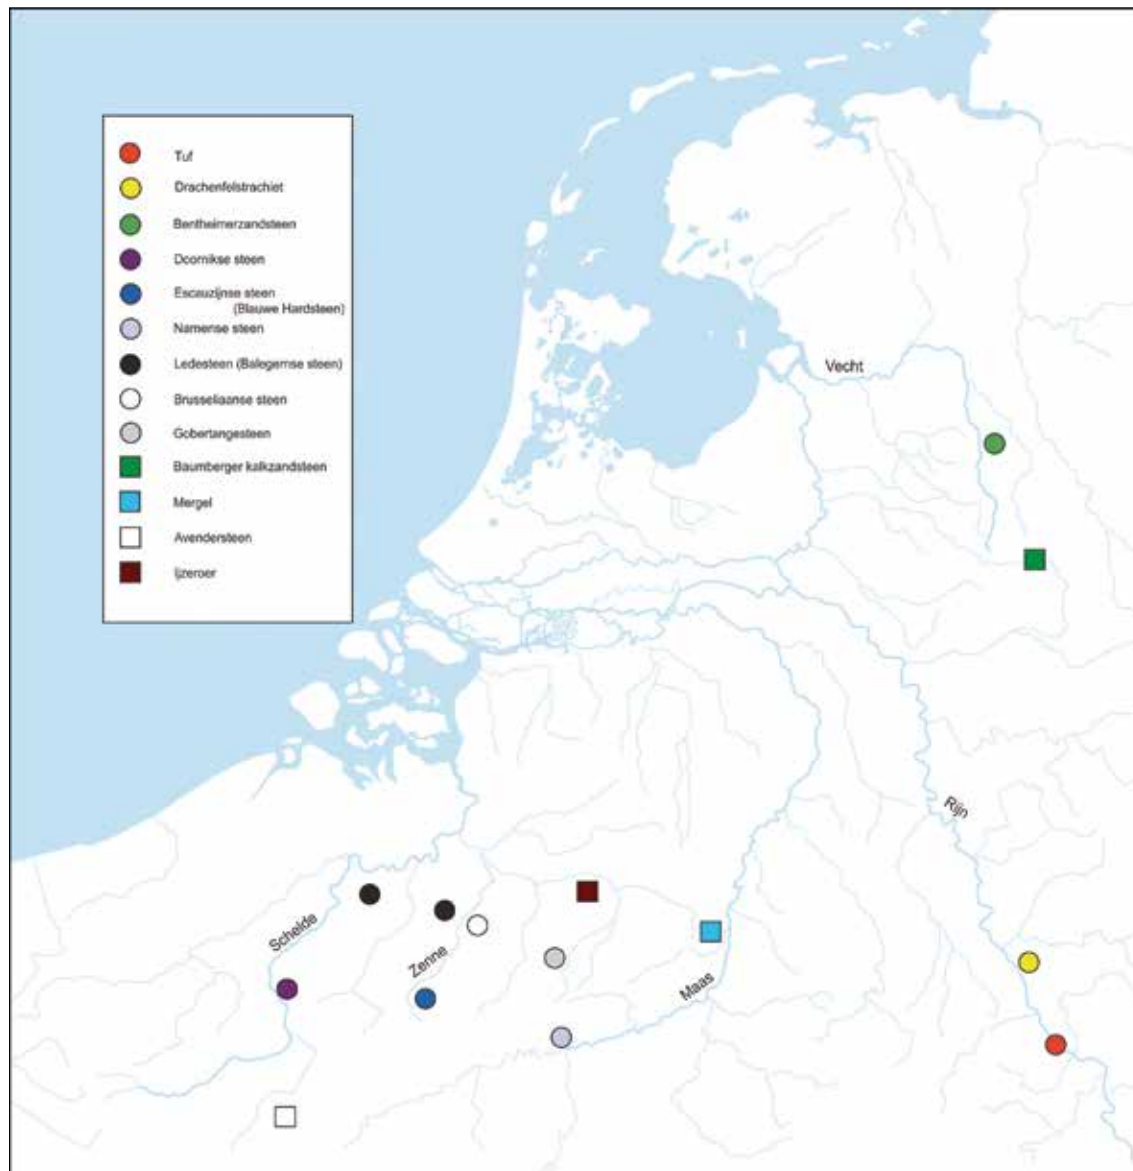 Tuf
Drachenfelstrachiet
Bentheimerzandsteen
Doornikse steen
Escauzijnse steen
(Blauwe Hardsteen)
Namense steen
Ledesteen (Balegemse steen)
Brusseliaanse steen
Gobertangesteen
Baumberger kalkzandsteen
Mergel
Avendersteen
Ijzeroer
Vecht
Rijn
Schelde
Zenne
Maas